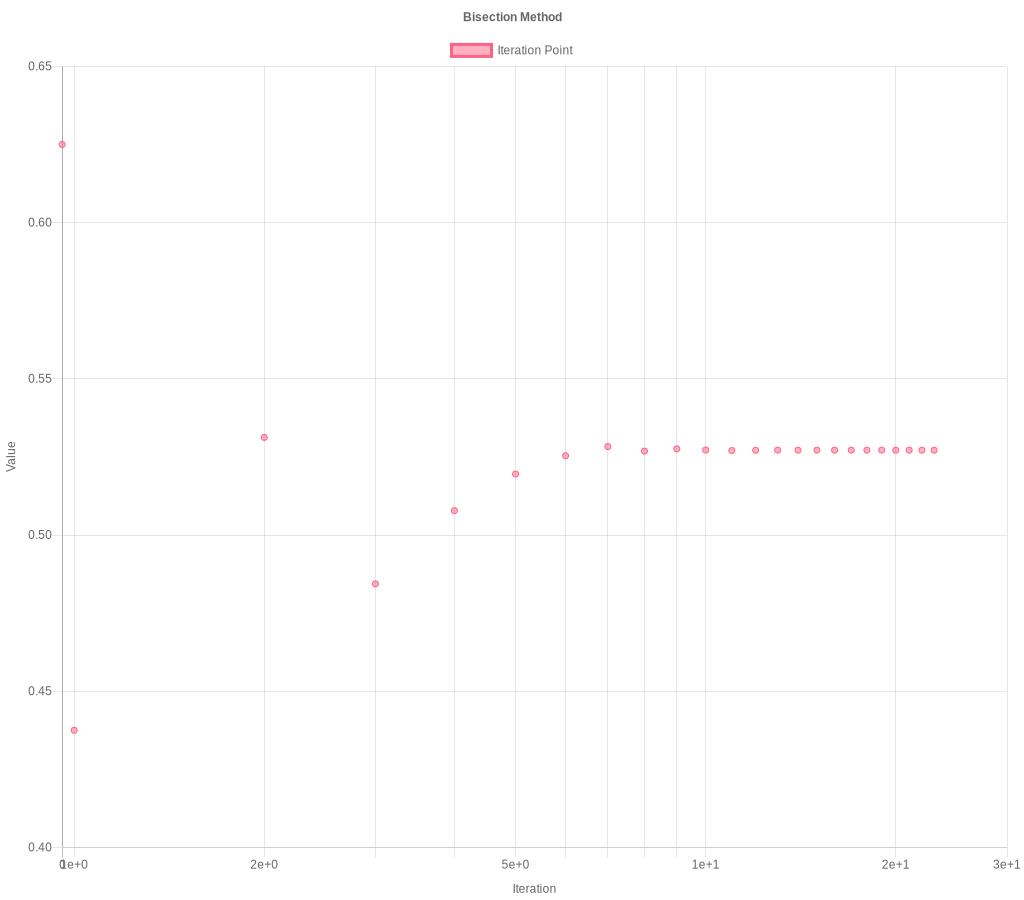 Bisection Method
Iteration Point
0.65
0.60
0.55
0.50
0.45
0.40
Value
0 1e+0 2e+0 5e+0 1e+1 2e+1 3e+1
Iteration